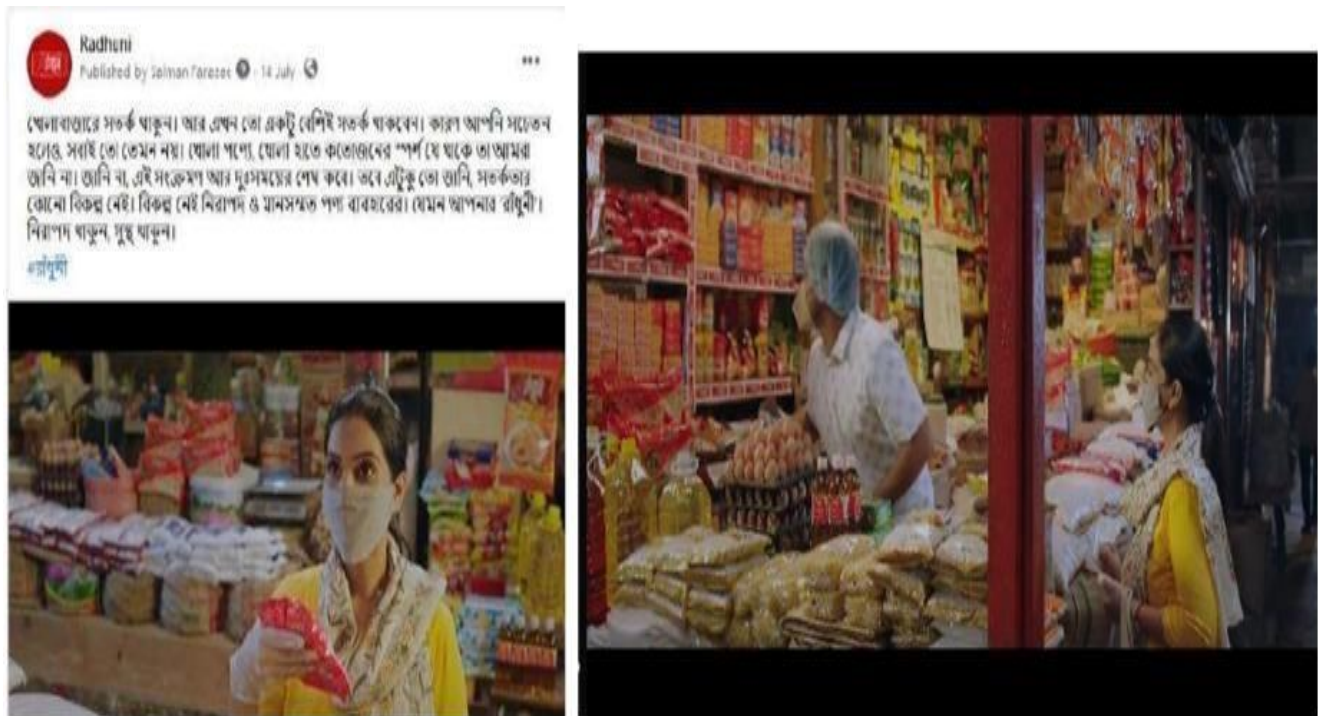 Radhuni
Published by Salman Farazee · 14 July ·
খোলাবাজারে সতর্ক থাকুন। আর এখন তো একটু বেশিই সতর্ক থাকবেন। কারণ আপনি সচেতন
হলেও, সবাই তো তেমন নয়। খোলা পণ্যে, খোলা হাতে কতোজনের স্পর্শ যে থাকে তা আমরা
জানি না। জানি না, এই সংক্রমণ আর দুঃসময়ের শেষ কবে। তবে এটুকু তো জানি, সতর্কতার
কোনো বিকল্প নেই। বিকল্প নেই নিরাপদ ও মানসম্মত পণ্য ব্যবহারের। যেমন আপনার 'রাঁধুনী'।
নিরাপদ থাকুন, সুস্থ থাকুন।
#রাঁধুনী